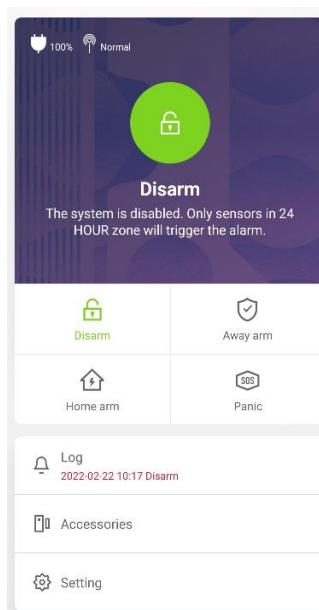 100% Normal
Disarm
The system is disabled. Only sensors in 24
HOUR zone will trigger the alarm.
Disarm Away arm
Home arm SOS Panic
Log
2022-02-22 10:17 Disarm
Accessories
Setting